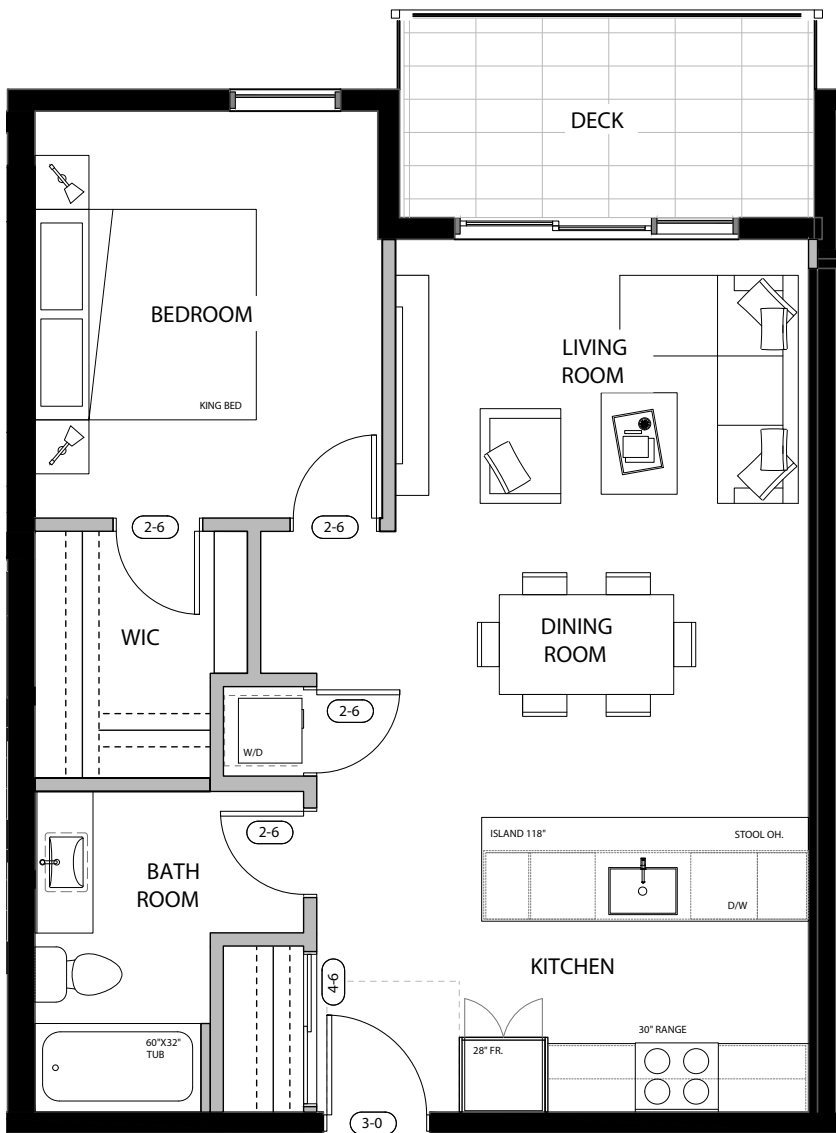 DECK
BEDROOM
LIVING
ROOM
KING BED
2-6
2-6
DINING
ROOM
WIC
2-6
W/D
2-6
ISLAND 118"
STOOL OH.
BATH
ROOM
D/W
KITCHEN
4-6
30" RANGE
60"X32"
TUB
28" FR.
3-0